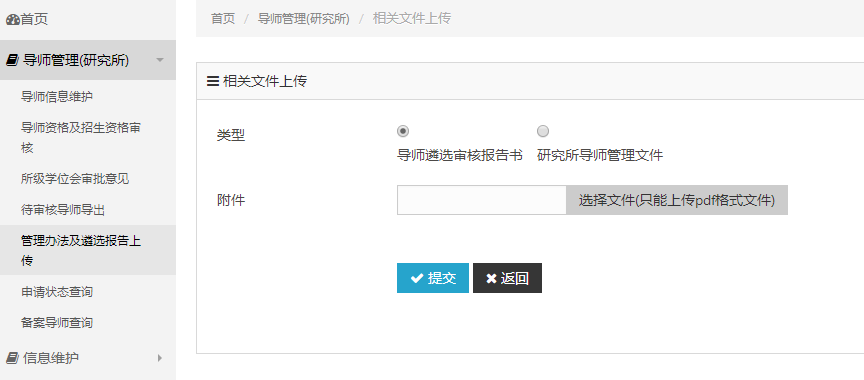 首页
导师管理(研究所)
导师信息维护
导师资格及招生资格审
核
所级学位会审批意见
待审核导师导出
管理办法及遴选报告上
传
申请状态查询
备案导师查询
信息维护
首页 / 导师管理(研究所) / 相关文件上传
相关文件上传
类型
导师遴选审核报告书 研究所导师管理文件
附件 选择文件(只能上传pdf格式文件)
提交 返回